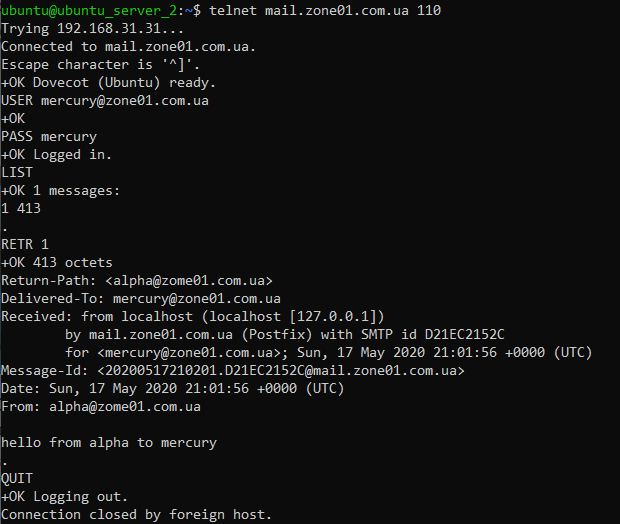 ubuntu@ubuntu_server_2:~$ telnet mail.zone01.com.ua 110
Trying 192.168.31.31...
Connected to mail.zone01.com.ua.
Escape character is '^]'.
+OK Dovecot (Ubuntu) ready.
USER mercury@zone01.com.ua
+OK
PASS mercury
+OK Logged in.
LIST
+OK 1 messages:
1 413
.
RETR 1
+OK 413 octets
Return-Path: <alpha@zome01.com.ua>
Delivered-To: mercury@zone01.com.ua
Received: from localhost (localhost [127.0.0.1])
        by mail.zone01.com.ua (Postfix) with SMTP id D21EC2152C
        for <mercury@zone01.com.ua>; Sun, 17 May 2020 21:01:56 +0000 (UTC)
Message-Id: <20200517210201.D21EC2152C@mail.zone01.com.ua>
Date: Sun, 17 May 2020 21:01:56 +0000 (UTC)
From: alpha@zome01.com.ua

hello from alpha to mercury
.
QUIT
+OK Logging out.
Connection closed by foreign host.